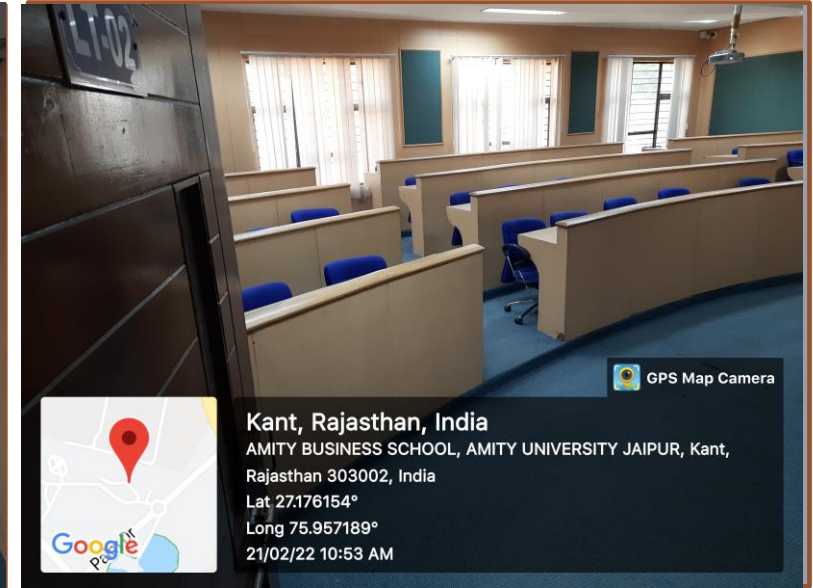 LT-02
GPS Map Camera
Kant, Rajasthan, India
AMITY BUSINESS SCHOOL, AMITY UNIVERSITY JAIPUR, Kant,
Rajasthan 303002, India
Lat 27.176154°
Long 75.957189°
21/02/22 10:53 AM
Google